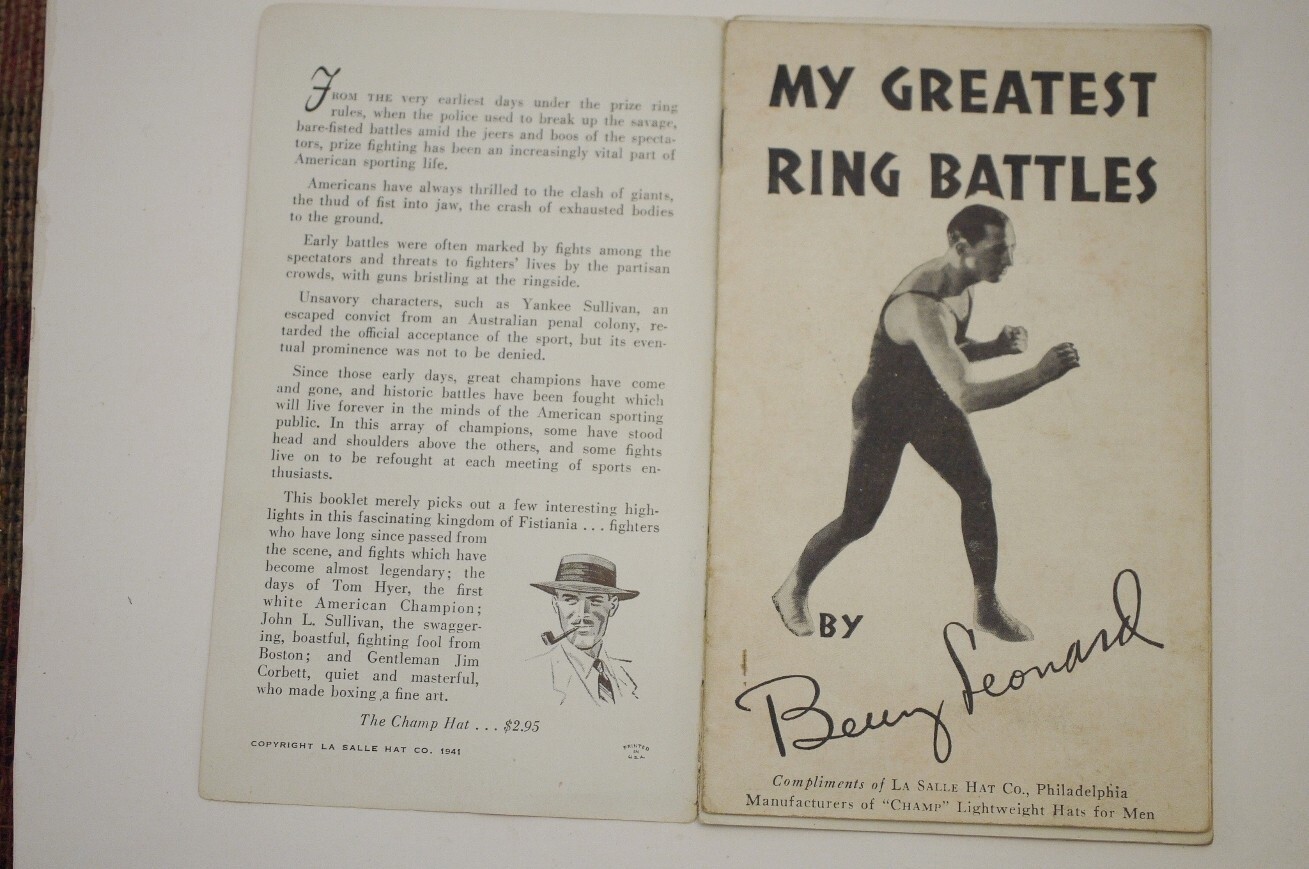 FROM THE very earliest days under the prize ring
rules, when the police used to break up the savage,
bare-fisted battles amid the jeers and boos of the specta-
tors, prize fighting has been an increasingly vital part of
American sporting life.
Americans have always thrilled to the clash of giants,
the thud of fist into jaw, the crash of exhausted bodies
to the ground.
Early battles were often marked by fights among the
spectators and threats to fighters' lives by the partisan
crowds, with guns bristling at the ringside.
Unsavory characters, such as Yankee Sullivan, an
escaped convict from an Australian penal colony, re-
tarded the official acceptance of the sport, but its even-
tual prominence was not to be denied.
Since those early days, great champions have come
and gone, and historic battles have been fought which
will live forever in the minds of the American sporting
public. In this array of champions, some have stood
head and shoulders above the others, and some fights
live on to be refought at each meeting of sports en-
thusiasts.
This booklet merely picks out a few interesting high-
lights in this fascinating kingdom of Fistiania . . . fighters
who have long since passed from
the scene, and fights which have
become almost legendary; the
days of Tom Hyer, the first
white American Champion;
John L. Sullivan, the swagger-
ing, boastful, fighting fool from
Boston; and Gentleman Jim
Corbett, quiet and masterful,
who made boxing a fine art.
The Champ Hat . . . $2.95
COPYRIGHT LA SALLE HAT CO. 1941
PRINTED
IN
U.S.A.
MY GREATEST
RING BATTLES
BY
Benny Leonard
Compliments of LA SALLE HAT Co., Philadelphia
Manufacturers of "CHAMP" Lightweight Hats for Men